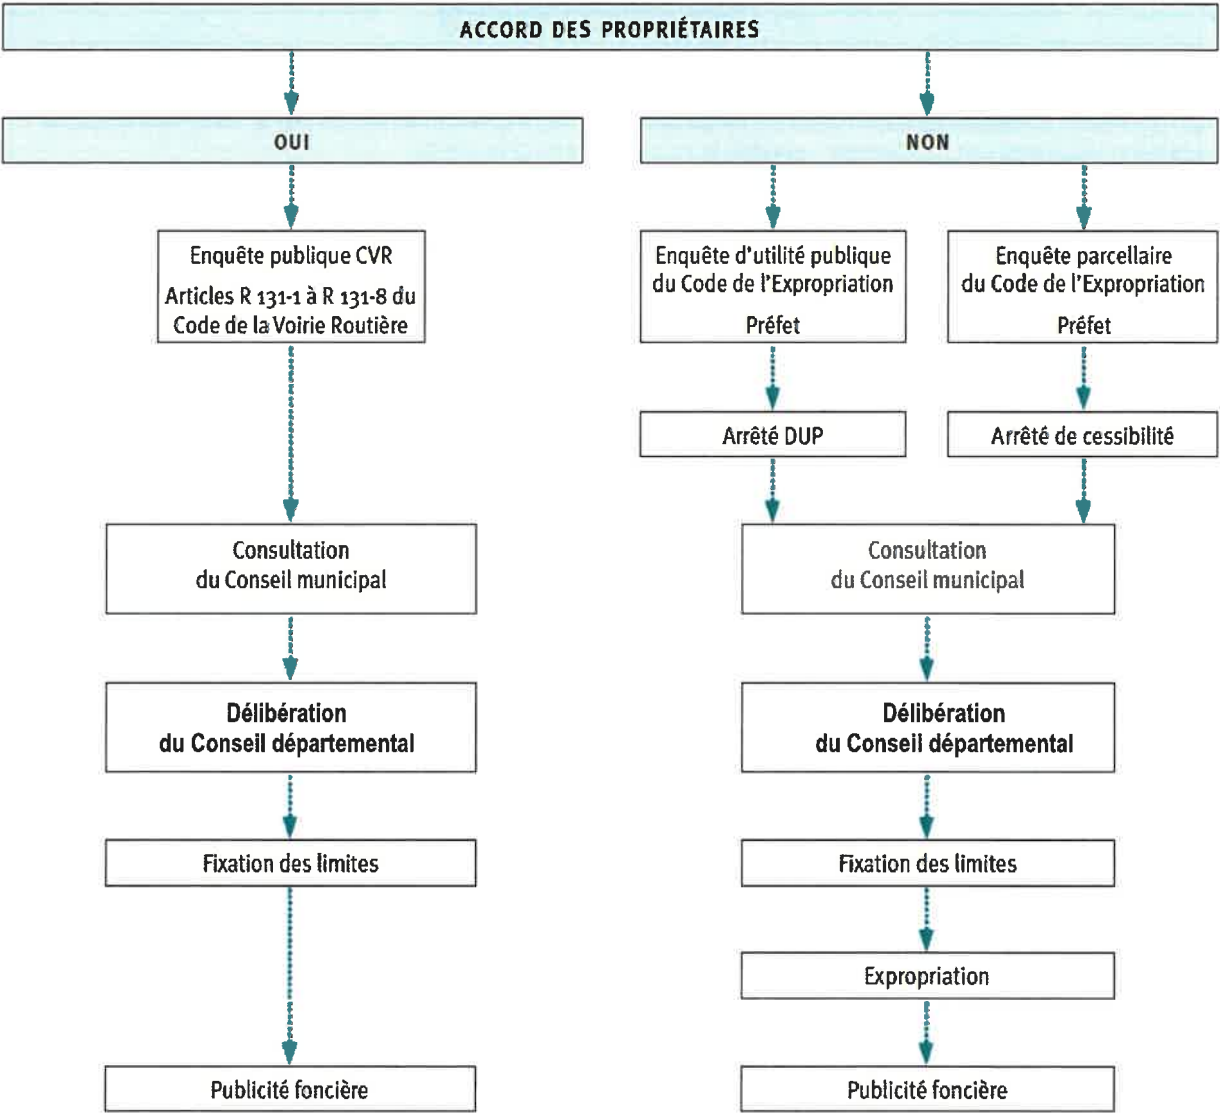 ACCORD DES PROPRIÉTAIRES
OUI
NON
Enquête publique CVR
Articles R 131-1 à R 131-8 du
Code de la Voirie Routière
Enquête d'utilité publique
du Code de l'Expropriation
Préfet
Enquête parcellaire
du Code de l'Expropriation
Préfet
Arrêté DUP
Arrêté de cessibilité
Consultation
du Conseil municipal
Consultation
du Conseil municipal
Délibération
du Conseil départemental
Délibération
du Conseil départemental
Fixation des limites
Fixation des limites
Expropriation
Publicité foncière
Publicité foncière